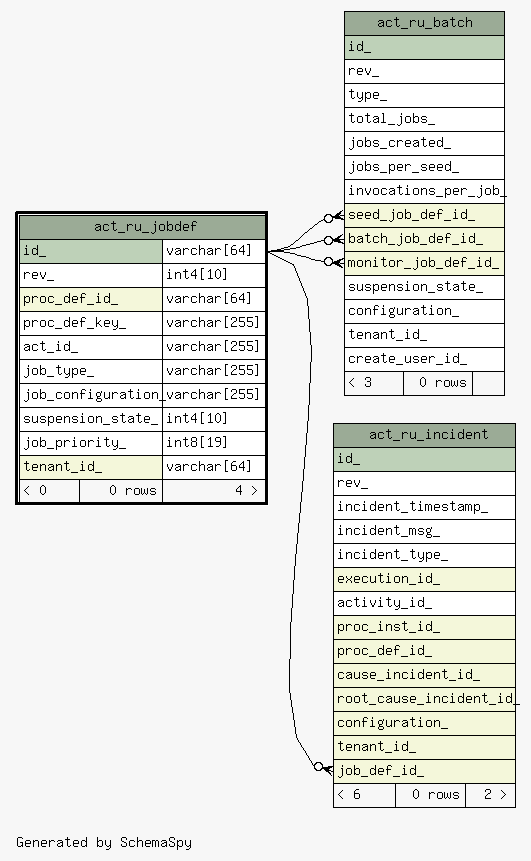 act_ru_batch
id_
rev_
type_
total_jobs_
jobs_created_
jobs_per_seed_
invocations_per_job_
seed_job_def_id_
batch_job_def_id_
monitor_job_def_id_
suspension_state_
configuration_
tenant_id_
create_user_id_
< 3 0 rows
act_ru_jobdef
id_ varchar[64]
rev_ int4[10]
proc_def_id_ varchar[64]
proc_def_key_ varchar[255]
act_id_ varchar[255]
job_type_ varchar[255]
job_configuration_ varchar[255]
suspension_state_ int4[10]
job_priority_ int8[19]
tenant_id_ varchar[64]
< 0 0 rows 4 >
act_ru_incident
id_
rev_
incident_timestamp_
incident_msg_
incident_type_
execution_id_
activity_id_
proc_inst_id_
proc_def_id_
cause_incident_id_
root_cause_incident_id_
configuration_
tenant_id_
job_def_id_
< 6 0 rows 2 >
Generated by SchemaSpy